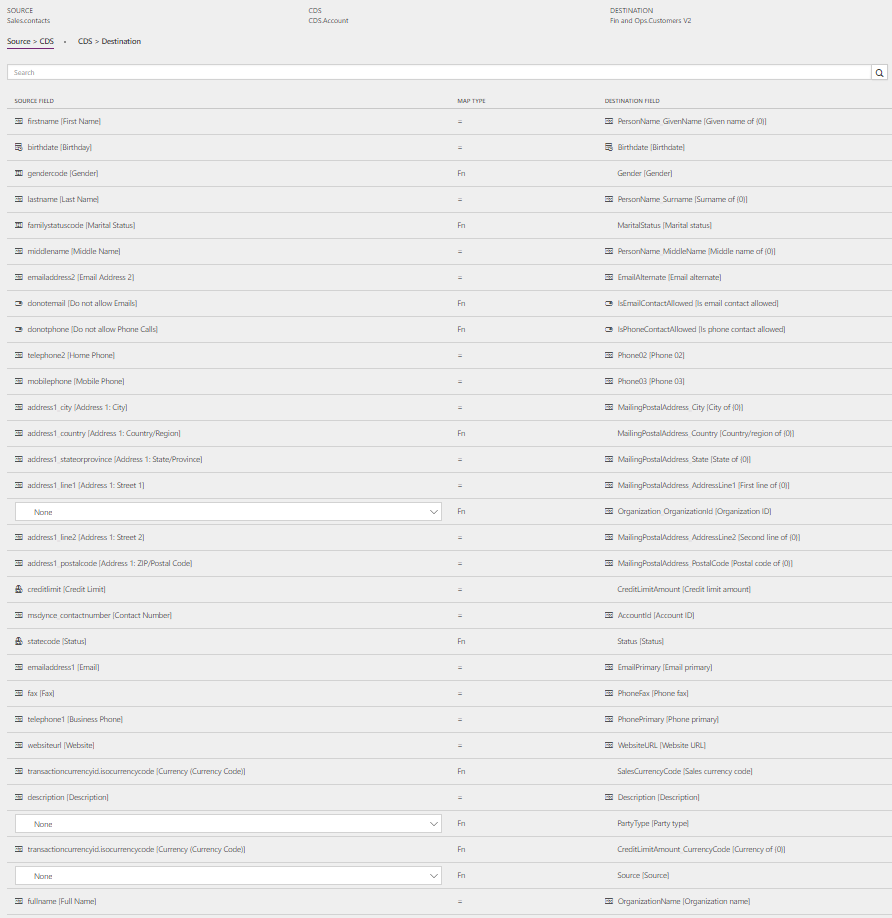 SOURCE CDS DESTINATION
Sales.contacts CDS.Account Fin and Ops.Customers V2
Source > CDS • CDS > Destination
Search
SOURCE FIELD MAP TYPE DESTINATION FIELD
firstname [First Name] = PersonName_GivenName [Given name of {0}]
birthdate [Birthday] = Birthdate [Birthdate]
gendercode [Gender] Fn Gender [Gender]
lastname [Last Name] = PersonName_Surname [Surname of {0}]
familystatuscode [Marital Status] Fn MaritalStatus [Marital status]
middlename [Middle Name] = PersonName_MiddleName [Middle name of {0}]
emailaddress2 [Email Address 2] = EmailAlternate [Email alternate]
donotemail [Do not allow Emails] Fn IsEmailContactAllowed [Is email contact allowed]
donotphone [Do not allow Phone Calls] Fn IsPhoneContactAllowed [Is phone contact allowed]
telephone2 [Home Phone] = Phone02 [Phone 02]
mobilephone [Mobile Phone] = Phone03 [Phone 03]
address1_city [Address 1: City] = MailingPostalAddress_City [City of {0}]
address1_country [Address 1: Country/Region] Fn MailingPostalAddress_Country [Country/region of {0}]
address1_stateorprovince [Address 1: State/Province] = MailingPostalAddress_State [State of {0}]
address1_line1 [Address 1: Street 1] = MailingPostalAddress_AddressLine1 [First line of {0}]
None Fn Organization_OrganizationId [Organization ID]
address1_line2 [Address 1: Street 2] = MailingPostalAddress_AddressLine2 [Second line of {0}]
address1_postalcode [Address 1: ZIP/Postal Code] = MailingPostalAddress_PostalCode [Postal code of {0}]
creditlimit [Credit Limit] = CreditLimitAmount [Credit limit amount]
msdynce_contactnumber [Contact Number] = AccountId [Account ID]
statecode [Status] Fn Status [Status]
emailaddress1 [Email] = EmailPrimary [Email primary]
fax [Fax] = PhoneFax [Phone fax]
telephone1 [Business Phone] = PhonePrimary [Phone primary]
websiteurl [Website] = WebsiteURL [Website URL]
transactioncurrencyid.isocurrencycode [Currency (Currency Code)] Fn SalesCurrencyCode [Sales currency code]
description [Description] = Description [Description]
None Fn PartyType [Party type]
transactioncurrencyid.isocurrencycode [Currency (Currency Code)] Fn CreditLimitAmount_CurrencyCode [Currency of {0}]
None Fn Source [Source]
fullname [Full Name] = OrganizationName [Organization name]